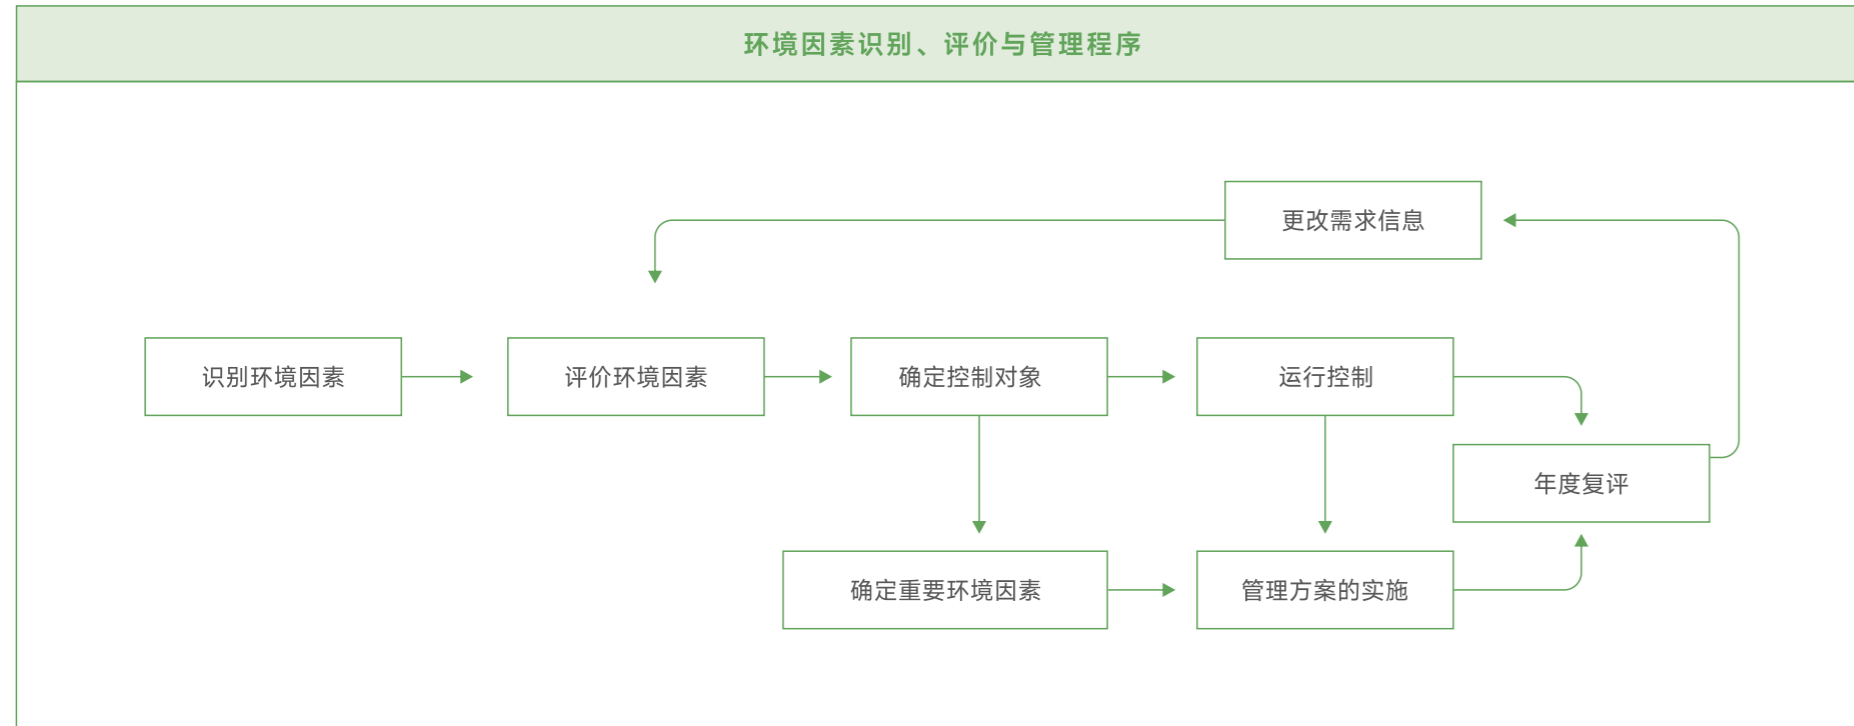 环境因素识别、评价与管理程序
更改需求信息
识别环境因素
评价环境因素
确定控制对象
运行控制
年度复评
确定重要环境因素
管理方案的实施